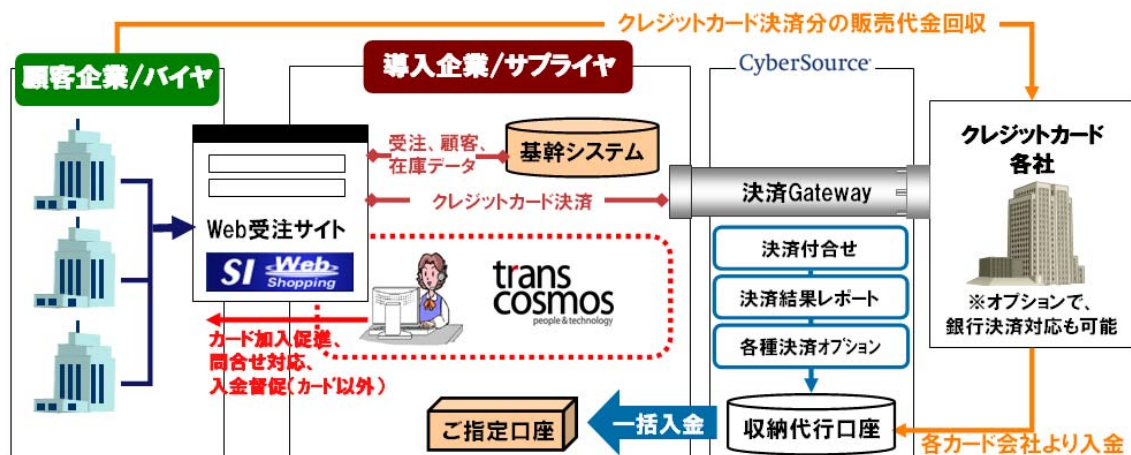 クレジットカード決済分の販売代金回収
顧客企業/バイヤ
導入企業/サプライヤ
CyberSource
クレジットカード
各社
受注、顧客、
在庫データ
基幹システム
クレジットカード決済
決済Gateway
Web受注サイト
SI Web
Shopping
trans
cosmos
people & technology
決済付合せ
決済結果レポート
各種決済オプション
※オプションで、
銀行決済対応も可能
カード加入促進、
問合せ対応、
入金督促(カード以外)
ご指定口座
一括入金
収納代行口座
各カード会社より入金